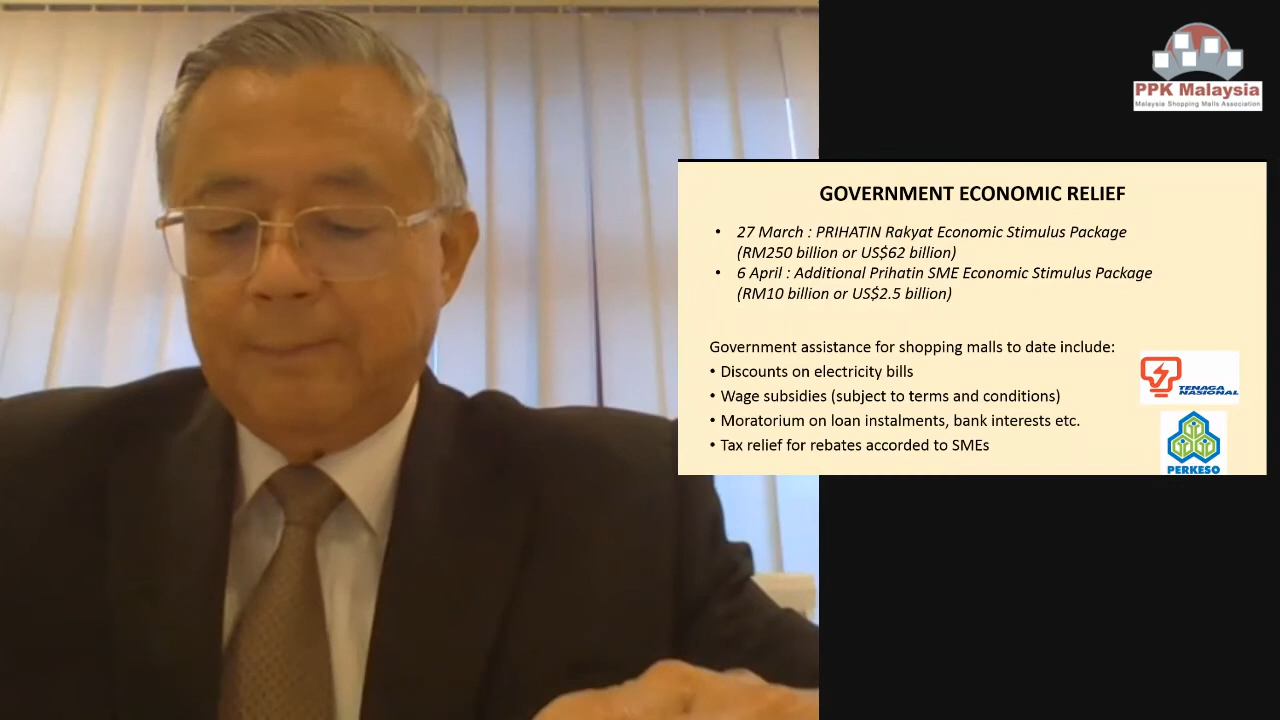 PPK Malaysia
Malaysia Shopping Malls Association
GOVERNMENT ECONOMIC RELIEF
• 27 March : PRIHATIN Rakyat Economic Stimulus Package
(RM250 billion or US$62 billion)
• 6 April : Additional Prihatin SME Economic Stimulus Package
(RM10 billion or US$2.5 billion)
Government assistance for shopping malls to date include:
• Discounts on electricity bills
• Wage subsidies (subject to terms and conditions)
• Moratorium on loan instalments, bank interests etc.
• Tax relief for rebates accorded to SMEs
TENAGA
NASIONAL
PERKESO